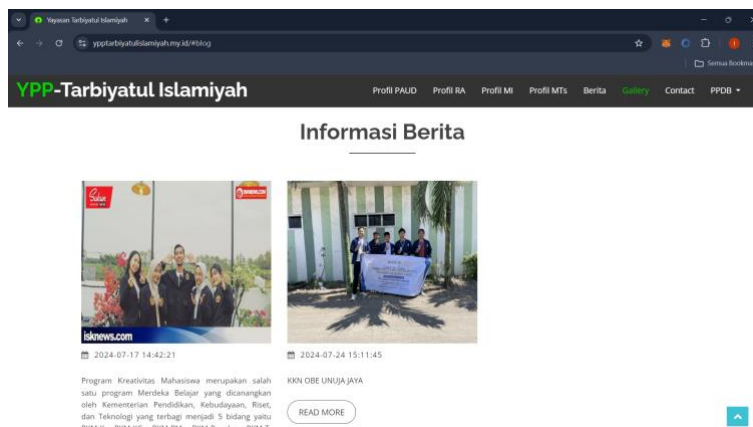 Yayasan Tarbiyatul Islamiyah
ypptarbiyatulislamiyah.my.id/#blog
Semua Bookma
YPP-Tarbiyatul Islamiyah
Profil PAUD Profil RA Profil MI Profil MTs Berita Gallery Contact PPDB
Informasi Berita
isknews.com
2024-07-17 14:42:21
Program Kreativitas Mahasiswa merupakan salah
satu program Merdeka Belajar yang dicanangkan
oleh Kementerian Pendidikan, Kebudayaan, Riset,
dan Teknologi yang terbagi menjadi 5 bidang yaitu
2024-07-24 15:11:45
KKN OBE UNUJA JAYA
READ MORE